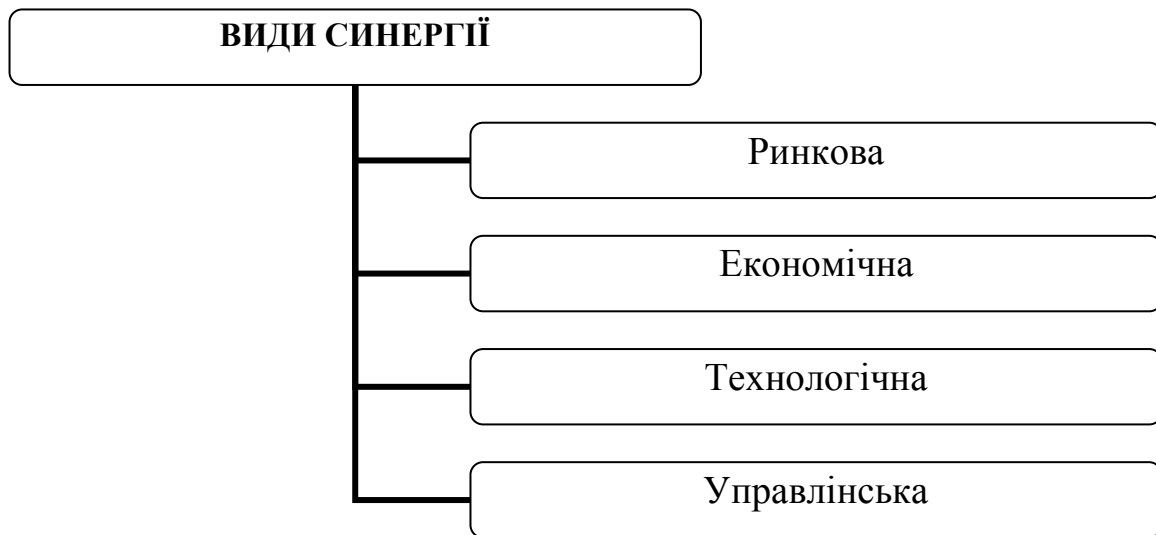 ВИДИ СИНЕРГІЇ
Ринкова
Економічна
Технологічна
Управлінська